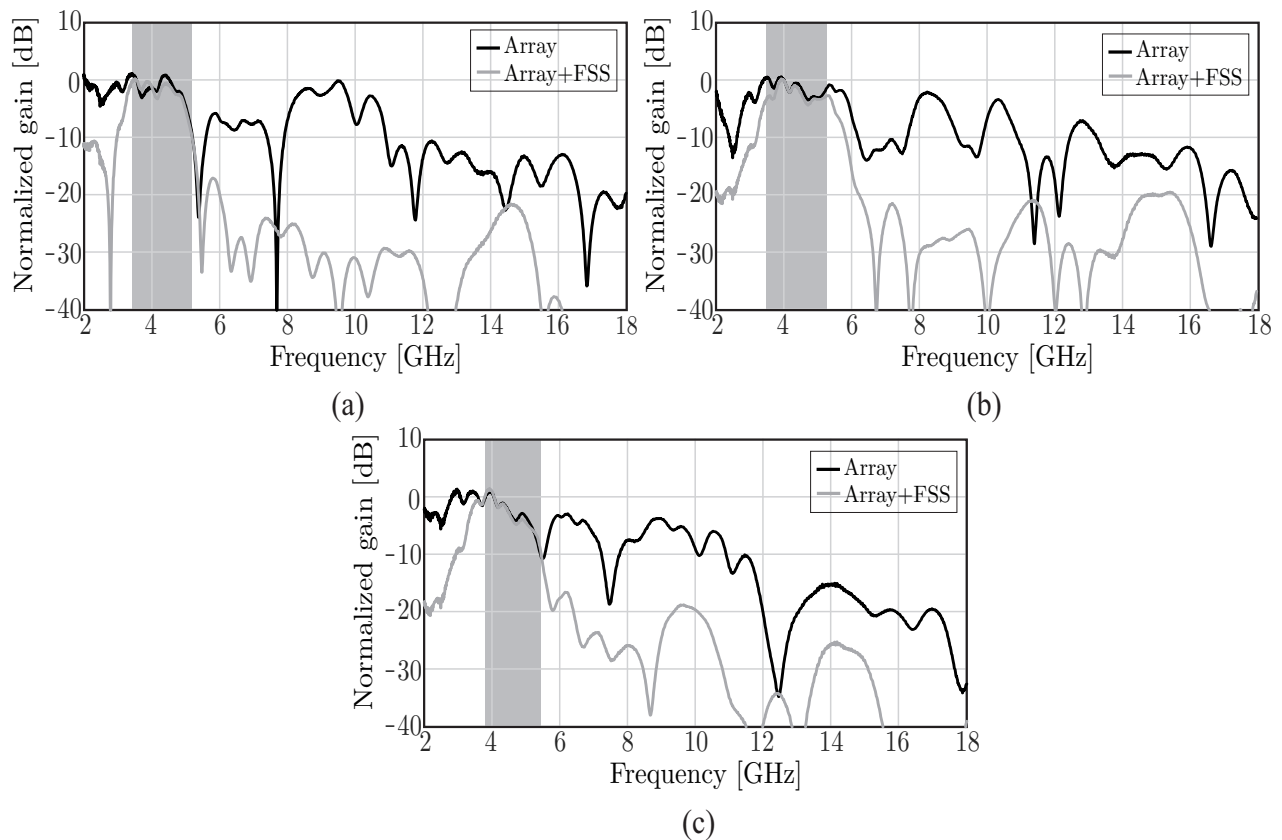 10
0
−10
−20
−30
−40
Normalized gain [dB]
Array
Array+FSS
2 4 6 8 10 12 14 16 18
Frequency [GHz]
(a)
10
0
−10
−20
−30
−40
Normalized gain [dB]
Array
Array+FSS
2 4 6 8 10 12 14 16 18
Frequency [GHz]
(b)
10
0
−10
−20
−30
−40
Normalized gain [dB]
Array
Array+FSS
2 4 6 8 10 12 14 16 18
Frequency [GHz]
(c)